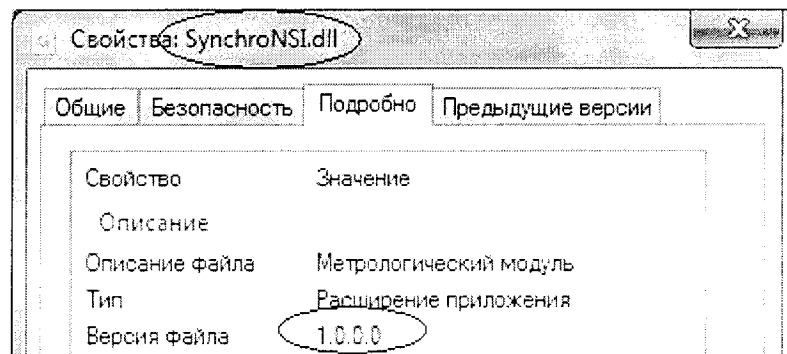 Свойства: SynchroNSI.dll
Общие Безопасность Подробно Предыдущие версии
Свойство Значение
Описание
Описание файла Метрологический модуль
Тип Расширение приложения
Версия файла 1.0.0.0